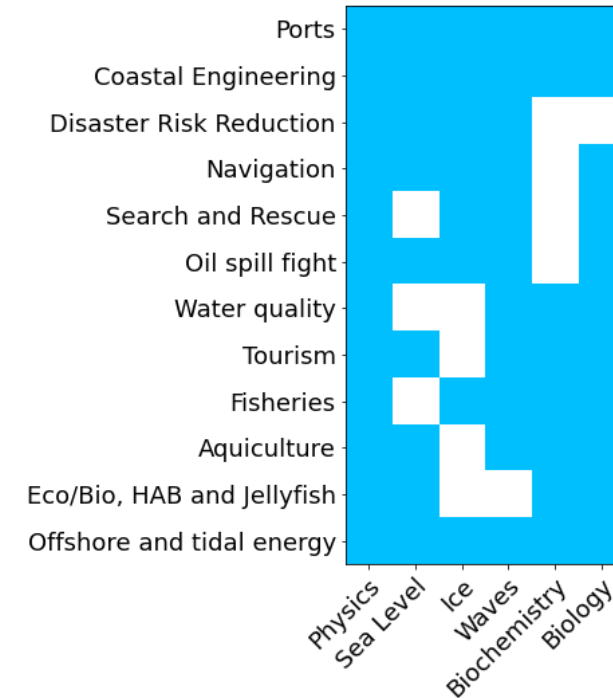 Ports
Coastal Engineering
Disaster Risk Reduction
Navigation
Search and Rescue
Oil spill fight
Water quality
Tourism
Fisheries
Aquiculture
Eco/Bio, HAB and Jellyfish
Offshore and tidal energy
Physics
Sea Level
Ice
Waves
Biochemistry
Biology